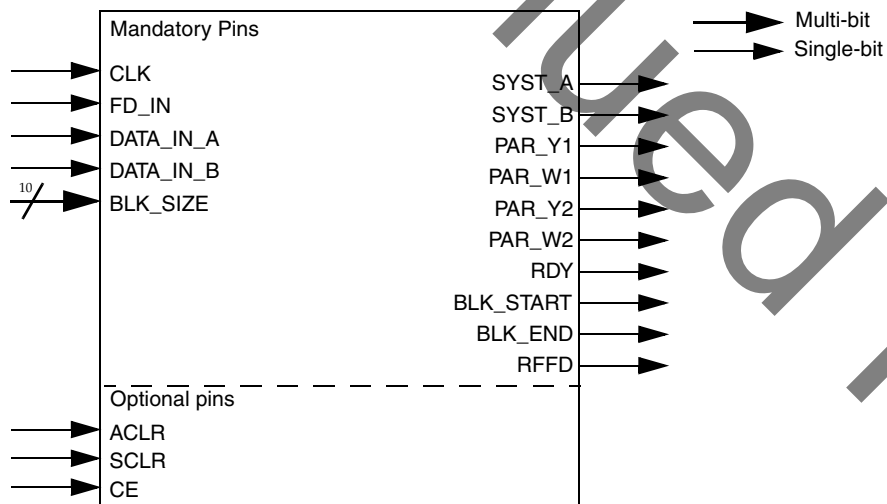 Mandatory Pins
CLK
FD_IN
DATA_IN_A
DATA_IN_B
10
BLK_SIZE
SYST_A
SYST_B
PAR_Y1
PAR_W1
PAR_Y2
PAR_W2
RDY
BLK_START
BLK_END
RFFD
Optional pins
ACLR
SCLR
CE
Multi-bit
Single-bit